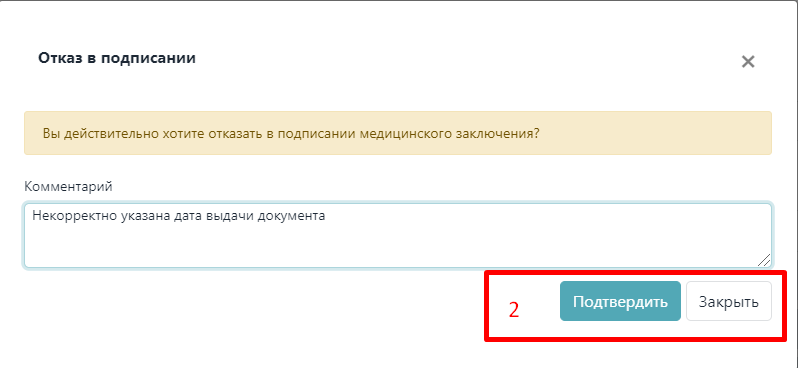 Отказ в подписании
×
Вы действительно хотите отказать в подписании медицинского заключения?
Комментарий
Некорректно указана дата выдачи документа
2
Подтвердить
Закрыть